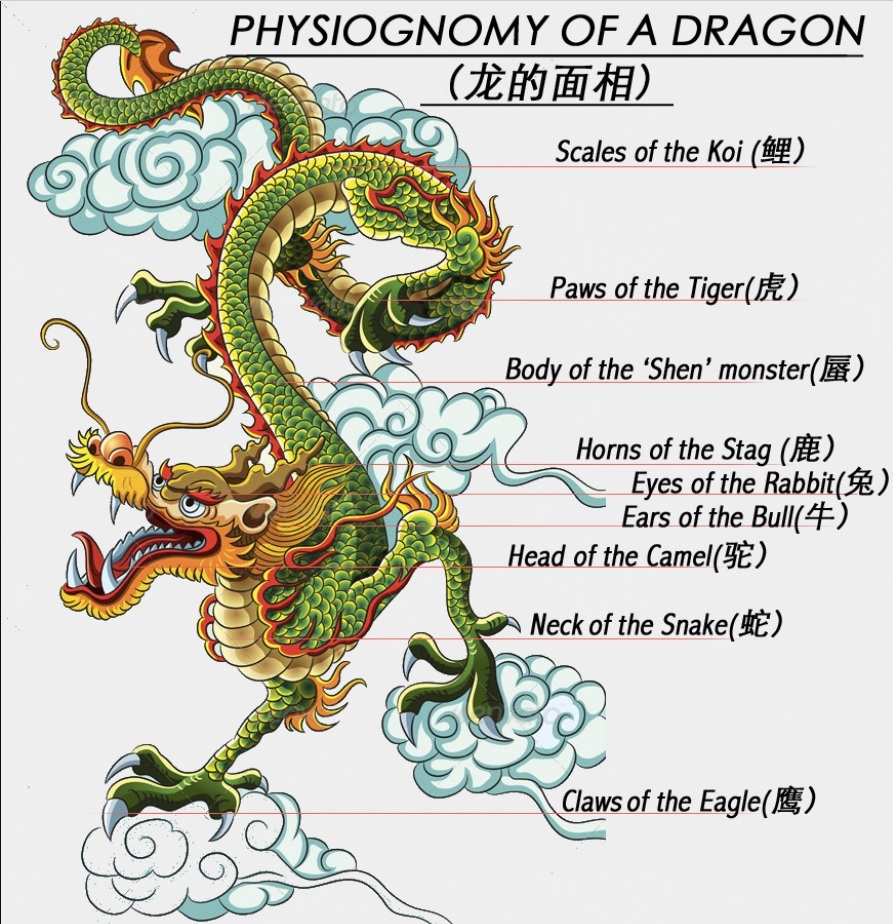 PHYSIOGNOMY OF A DRAGON
(龙的面相)
Scales of the Koi (鲤)
Paws of the Tiger(虎)
Body of the ‘Shen’ monster(蜃)
Horns of the Stag (鹿)
Eyes of the Rabbit(兔)
Ears of the Bull(牛)
Head of the Camel(驼)
Neck of the Snake(蛇)
Claws of the Eagle(鹰)